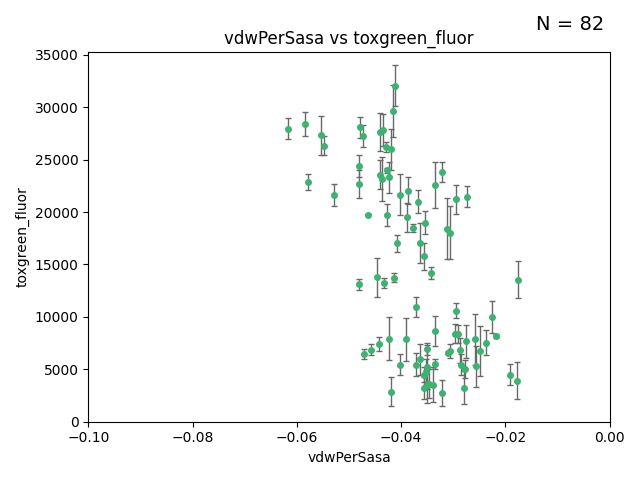 N = 82
vdwPerSasa vs toxgreen_fluor
toxgreen_fluor
35000
30000
25000
20000
15000
10000
5000
0
−0.10 −0.08 −0.06 −0.04 −0.02 0.00
vdwPerSasa